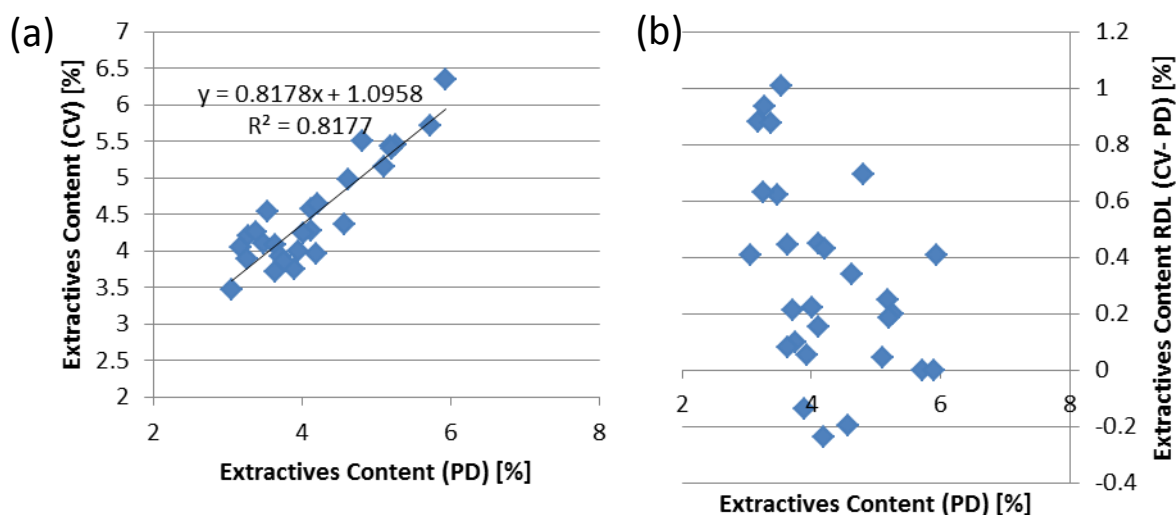 (a)
Extractives Content (CV) [%]
7
6.5
6
5.5
5
4.5
4
3.5
3
2.5
2
y = 0.8178x + 1.0958
R² = 0.8177
2 4 6 8
Extractives Content (PD) [%]
(b)
1.2
1
0.8
0.6
0.4
0.2
0
-0.2
-0.4
2 4 6 8
Extractives Content (PD) [%]
Extractives Content RDL (CV- PD) [%]